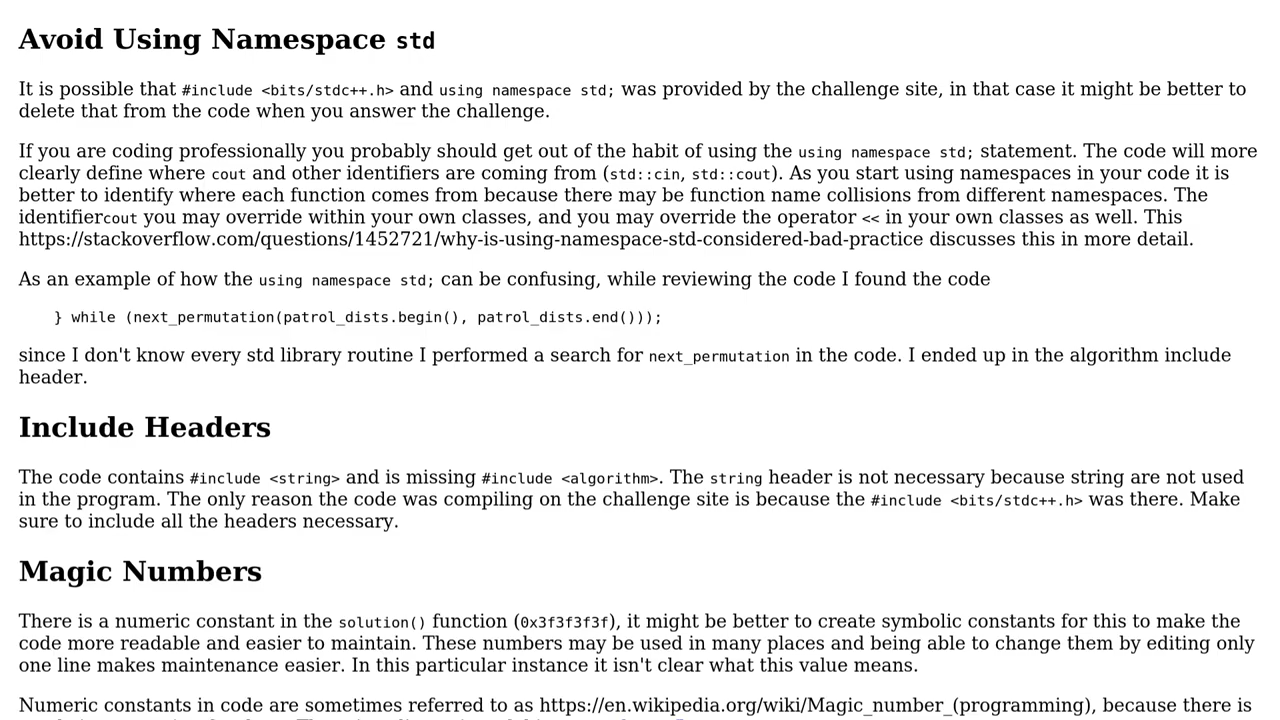 Avoid Using Namespace std
It is possible that #include <bits/stdc++.h> and using namespace std; was provided by the challenge site, in that case it might be better to
delete that from the code when you answer the challenge.
If you are coding professionally you probably should get out of the habit of using the using namespace std; statement. The code will more
clearly define where cout and other identifiers are coming from (std::cin, std::cout). As you start using namespaces in your code it is
better to identify where each function comes from because there may be function name collisions from different namespaces. The
identifiercout you may override within your own classes, and you may override the operator << in your own classes as well. This
https://stackoverflow.com/questions/1452721/why-is-using-namespace-std-considered-bad-practice discusses this in more detail.
As an example of how the using namespace std; can be confusing, while reviewing the code I found the code
} while (next_permutation(patrol_dists.begin(), patrol_dists.end()));
since I don't know every std library routine I performed a search for next_permutation in the code. I ended up in the algorithm include
header.
Include Headers
The code contains #include <string> and is missing #include <algorithm>. The string header is not necessary because string are not used
in the program. The only reason the code was compiling on the challenge site is because the #include <bits/stdc++.h> was there. Make
sure to include all the headers necessary.
Magic Numbers
There is a numeric constant in the solution() function (0x3f3f3f3f), it might be better to create symbolic constants for this to make the
code more readable and easier to maintain. These numbers may be used in many places and being able to change them by editing only
one line makes maintenance easier. In this particular instance it isn't clear what this value means.
Numeric constants in code are sometimes referred to as https://en.wikipedia.org/wiki/Magic_number_(programming), because there is